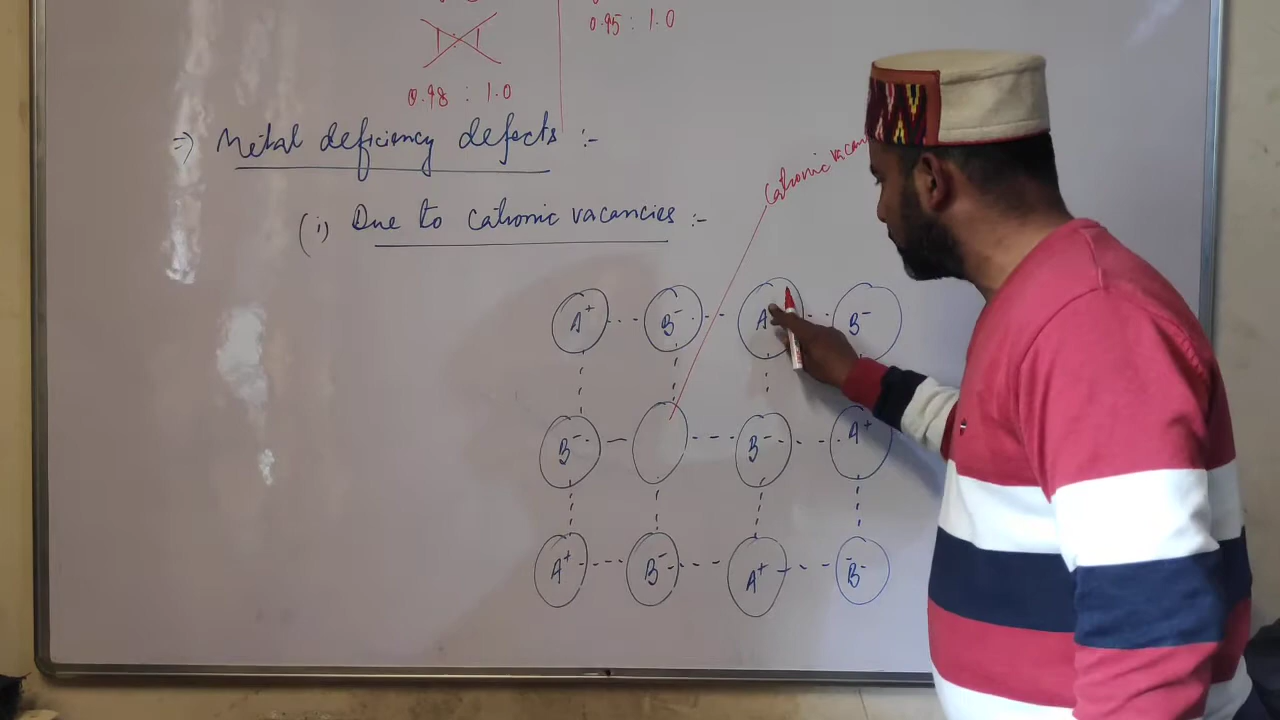 0.95 : 1.0
0.98 : 1.0
⇒ Metal deficiency defects :-
Cationic vacan
(i) Due to cationic vacancies :-
A⁺ B⁻ A B⁻
B⁻ B⁻ A⁺
A⁺ B⁻ A⁺ B⁻